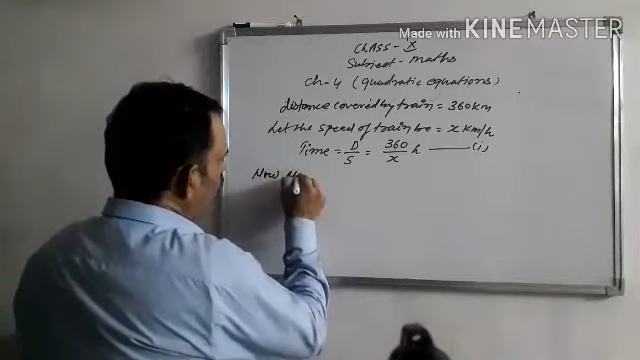 Made with KINEMASTER
CLASS - X
Subject - Maths
Ch-4 (quadratic equations)
distance covered by train = 360km
Let the speed of train be = x km/h
Time = D/S = 360/x h —— (i)
Now